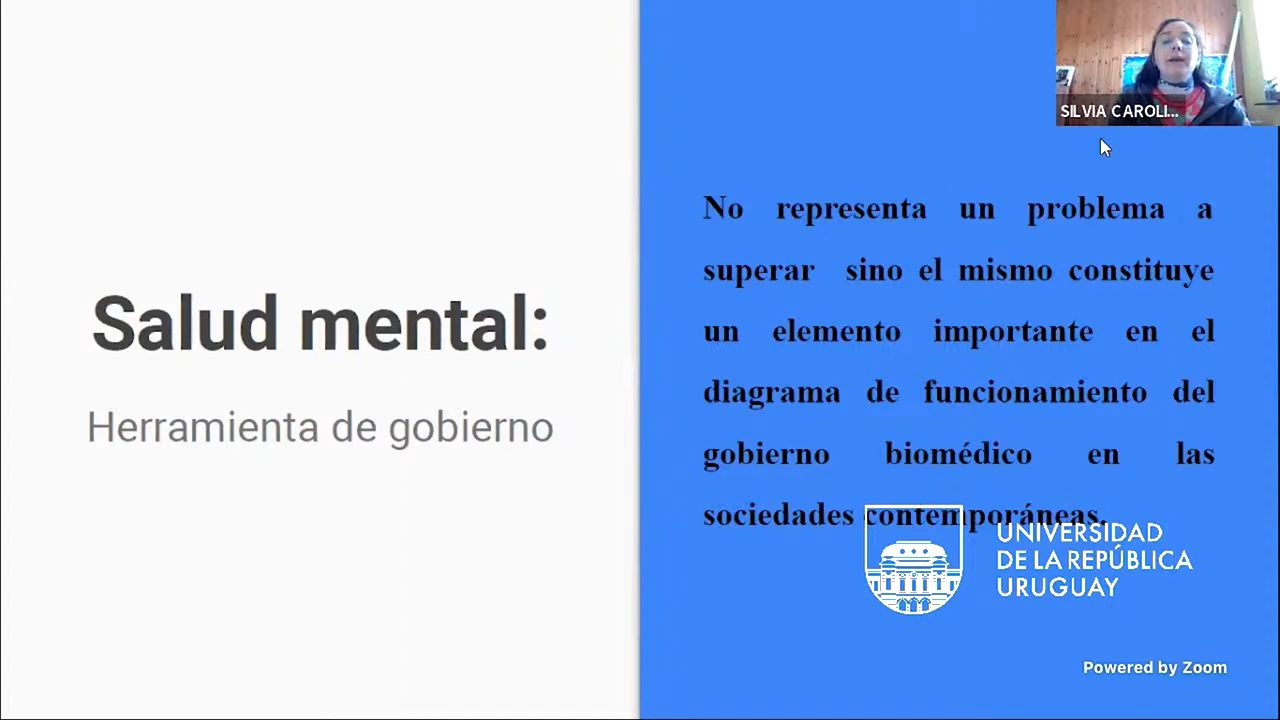 SILVIA CAROLI...
Salud mental:
Herramienta de gobierno
No representa un problema a
superar sino el mismo constituye
un elemento importante en el
diagrama de funcionamiento del
gobierno biomédico en las
sociedades contemporáneas.
UNIVERSIDAD
DE LA REPÚBLICA
URUGUAY
Powered by Zoom